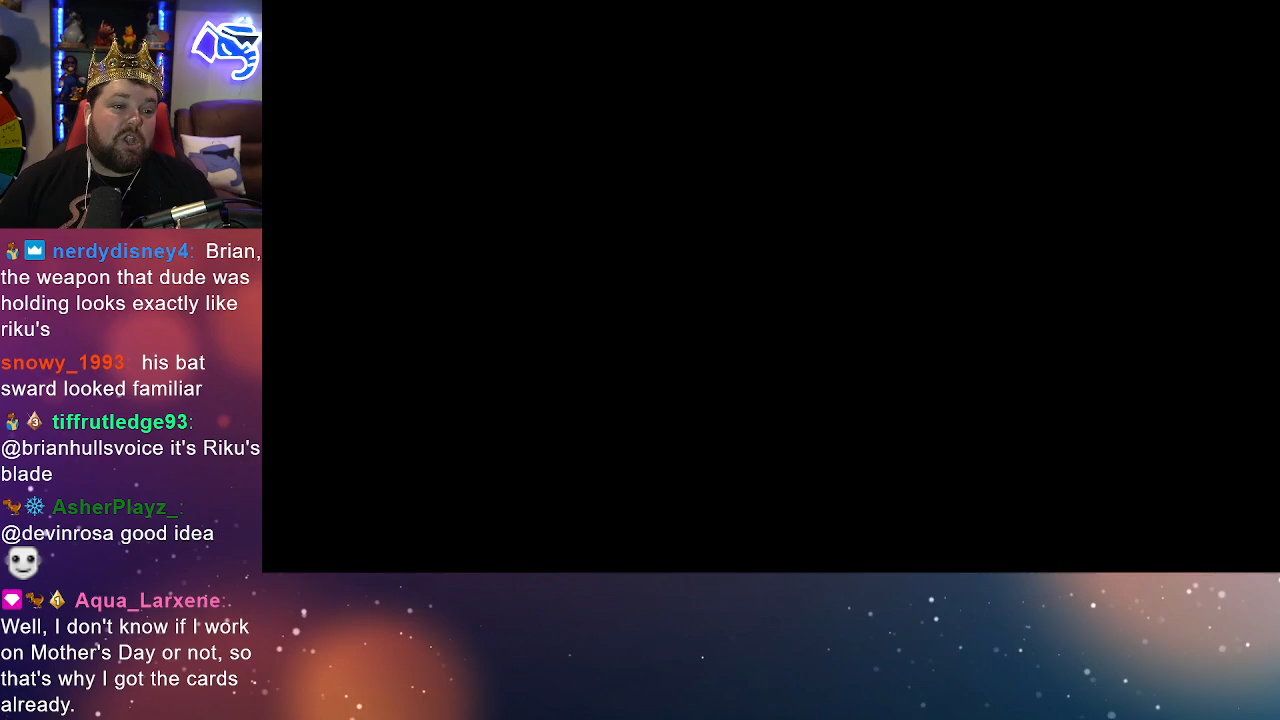 nerdydisney4: Brian,
the weapon that dude was
holding looks exactly like
riku's
snowy_1993: his bat
sward looked familiar
tiffrutledge93:
@brianhullsvoice it's Riku's
blade
AsherPlayz_:
@devinrosa good idea
Aqua_Larxene:
Well, I don't know if I work
on Mother's Day or not, so
that's why I got the cards
already.